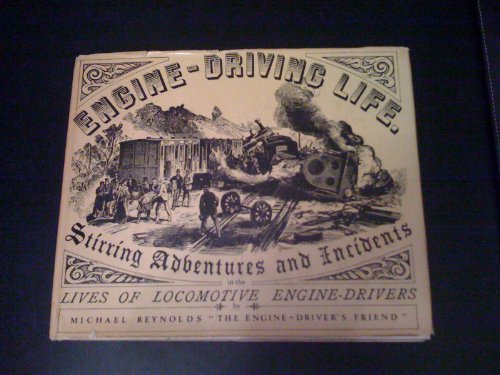 ENGINE-DRIVING LIFE.
Stirring Adventures and Incidents
in the
LIVES OF LOCOMOTIVE ENGINE-DRIVERS
by
MICHAEL REYNOLDS "THE ENGINE-DRIVER'S FRIEND"